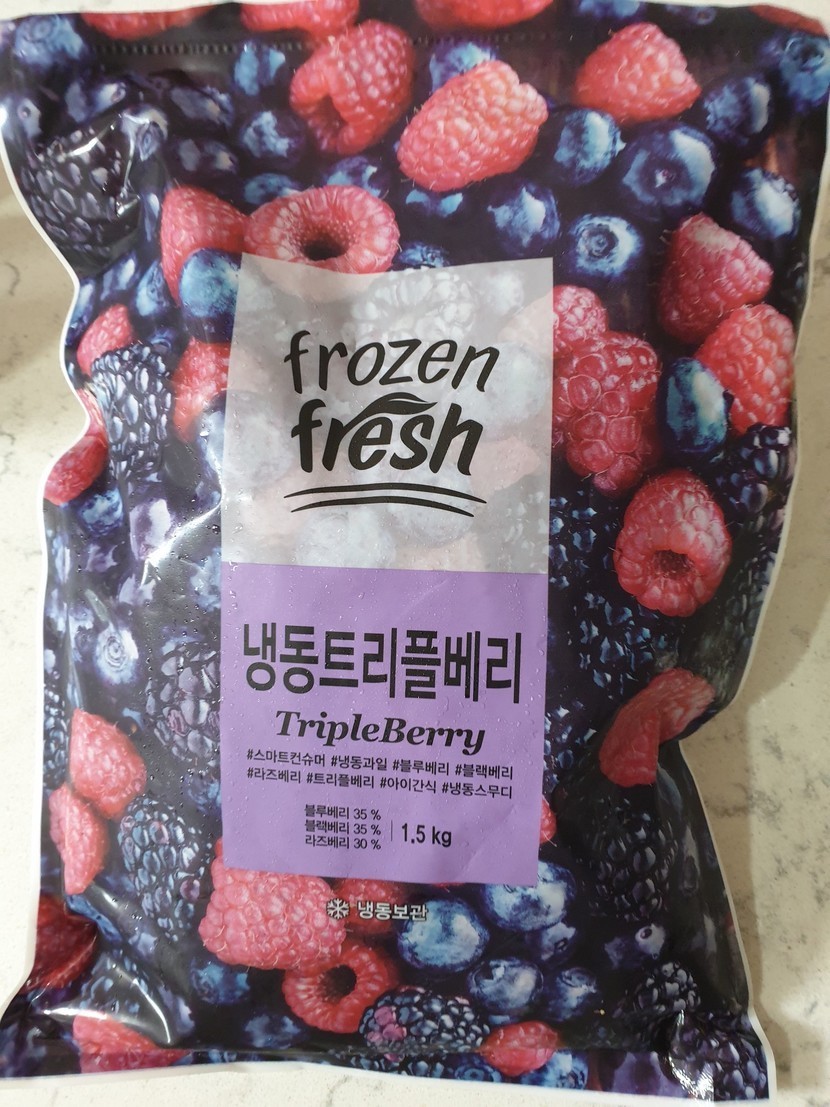 frozen
fresh
냉동트리플베리
TripleBerry
#스마트컨슈머 #냉동과일 #블루베리 #블랙베리
#라즈베리 #트리플베리 #아이간식 #냉동스무디
블루베리 35 %
블랙베리 35 %
라즈베리 30 %
1.5 kg
냉동보관